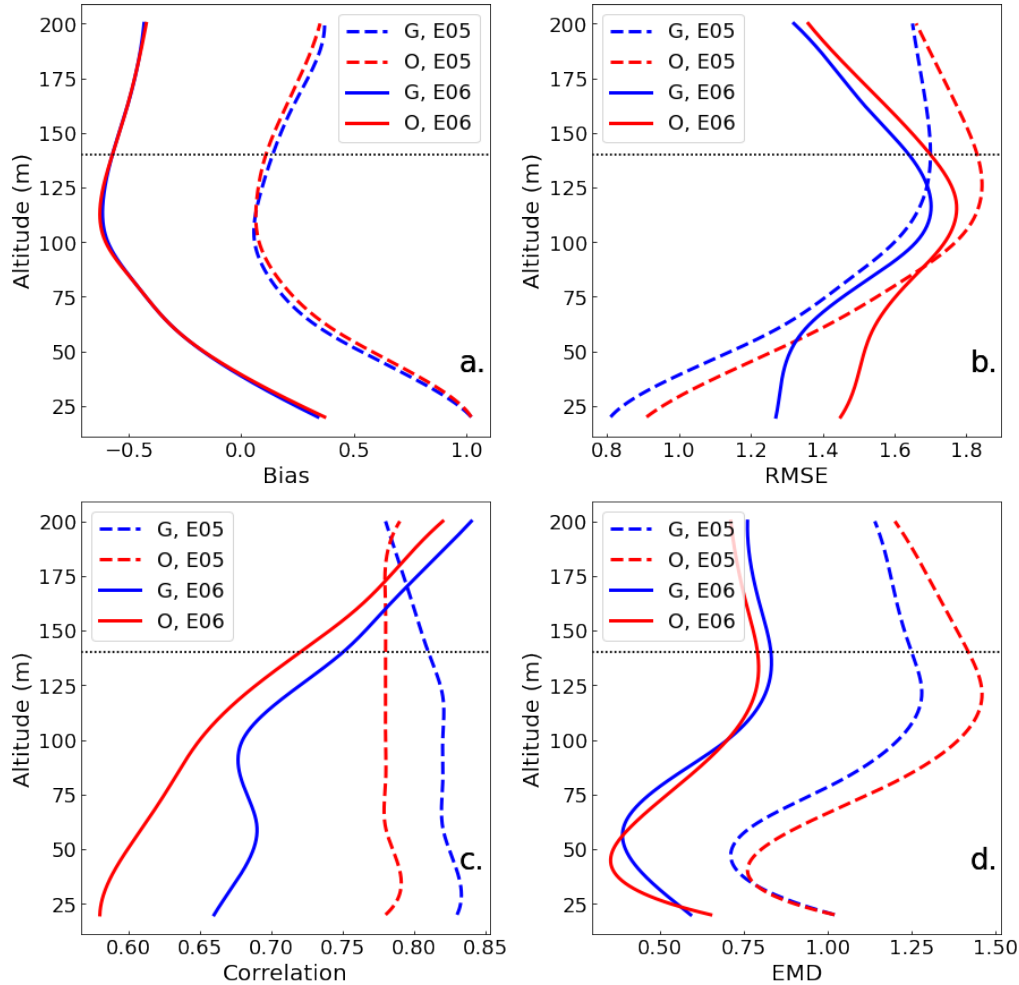 200
175
150
125
100
75
50
25
Altitude (m)
G, E05
O, E05
G, E06
O, E06
a.
−0.5
0.0
0.5
1.0
Bias
200
175
150
125
100
75
50
25
Altitude (m)
G, E05
O, E05
G, E06
O, E06
b.
0.8
1.0
1.2
1.4
1.6
1.8
RMSE
200
175
150
125
100
75
50
25
Altitude (m)
G, E05
O, E05
G, E06
O, E06
c.
0.60
0.65
0.70
0.75
0.80
0.85
Correlation
200
175
150
125
100
75
50
25
Altitude (m)
G, E05
O, E05
G, E06
O, E06
d.
0.50
0.75
1.00
1.25
1.50
EMD